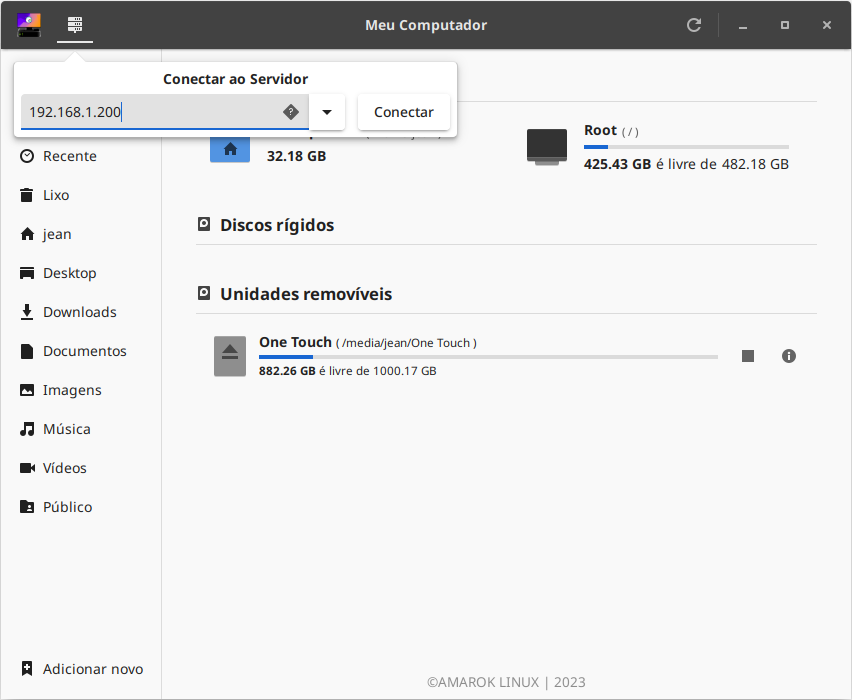 Meu Computador
Conectar ao Servidor
192.168.1.200
Conectar
32.18 GB
Root ( / )
425.43 GB é livre de 482.18 GB
Recente
Lixo
jean
Desktop
Downloads
Documentos
Imagens
Música
Vídeos
Público
Adicionar novo
Discos rígidos
Unidades removíveis
One Touch ( /media/jean/One Touch )
882.26 GB é livre de 1000.17 GB
©AMAROK LINUX | 2023